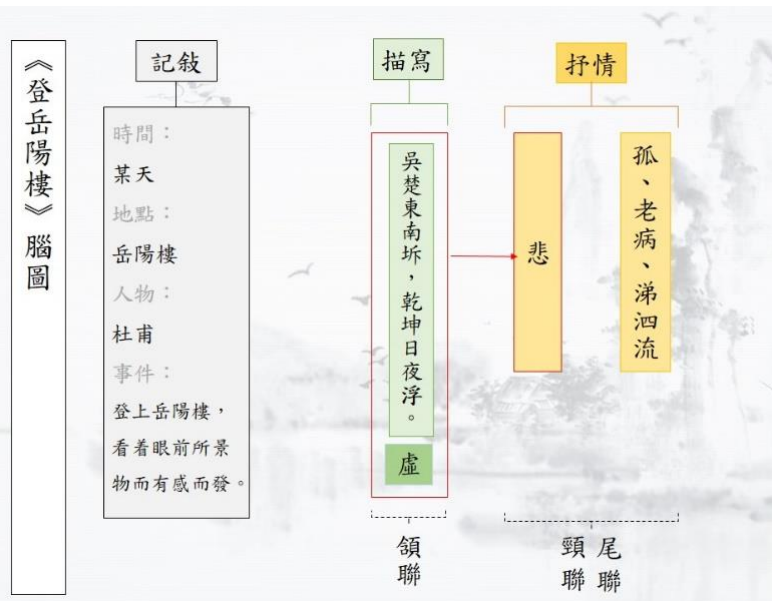 《登岳陽樓》腦圖
記敍
時間：
某天
地點：
岳陽樓
人物：
杜甫
事件：
登上岳陽樓，
看着眼前所景
物而有感而發。
描寫
吳楚東南坼，乾坤日夜浮。
虛
頷聯
抒情
悲
孤、老病、涕泗流
頸聯
尾聯